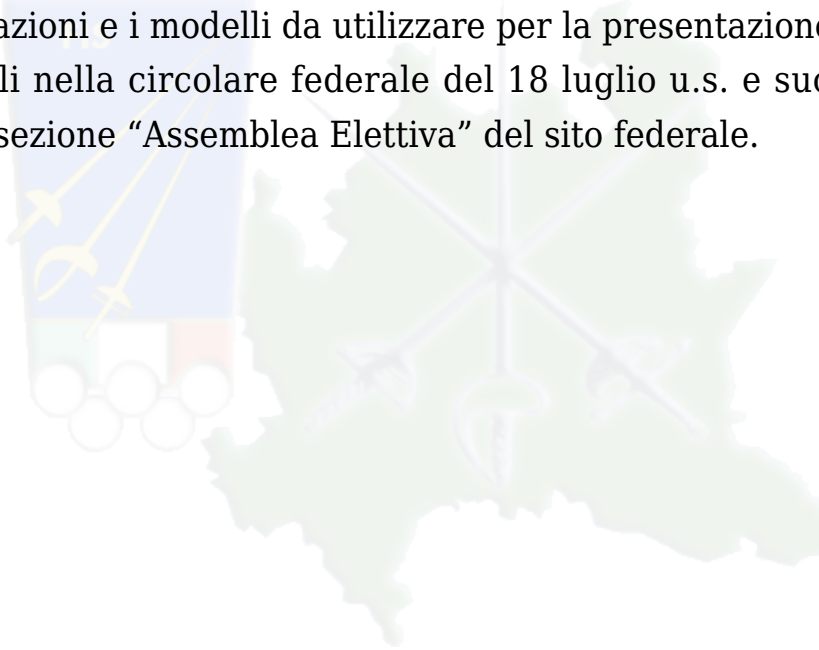 azioni e i modelli da utilizzare per la presentazione
li nella circolare federale del 18 luglio u.s. e suc
sezione “Assemblea Elettiva” del sito federale.